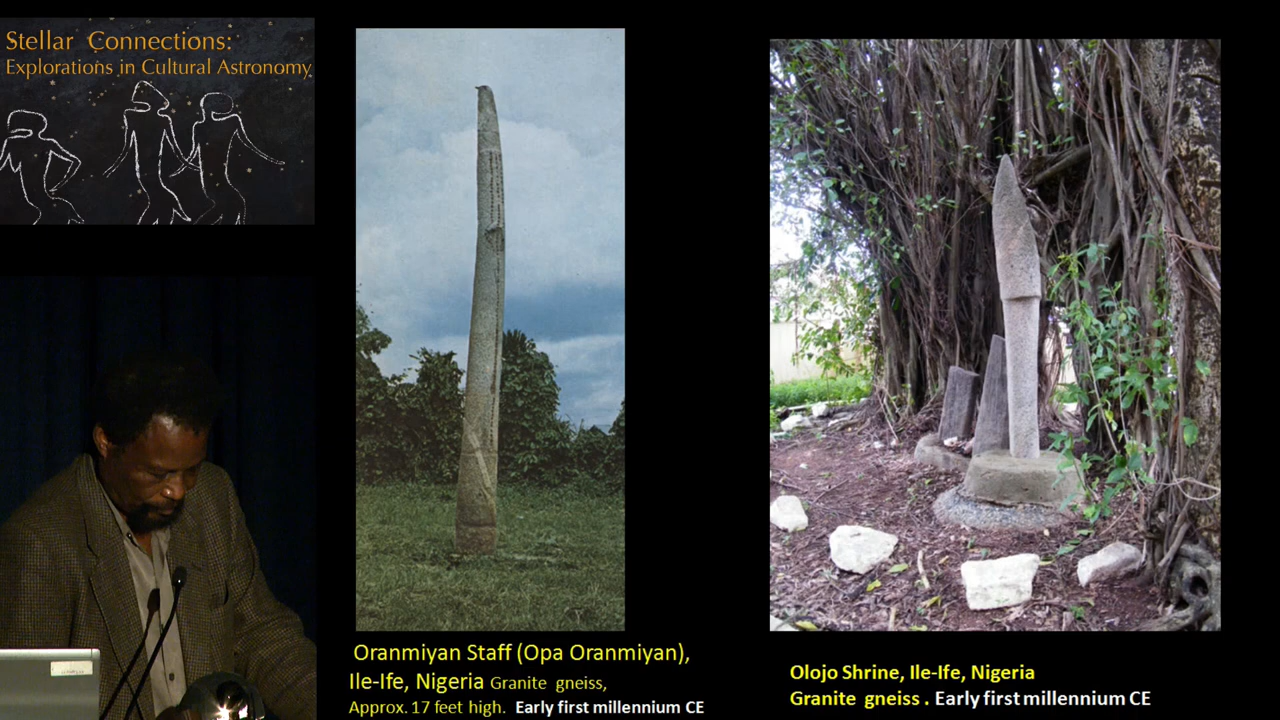 Stellar Connections:
Explorations in Cultural Astronomy
Oranmiyan Staff (Opa Oranmiyan),
Ile-Ife, Nigeria Granite gneiss,
Approx. 17 feet high. Early first millennium CE
Olojo Shrine, Ile-Ife, Nigeria
Granite gneiss . Early first millennium CE